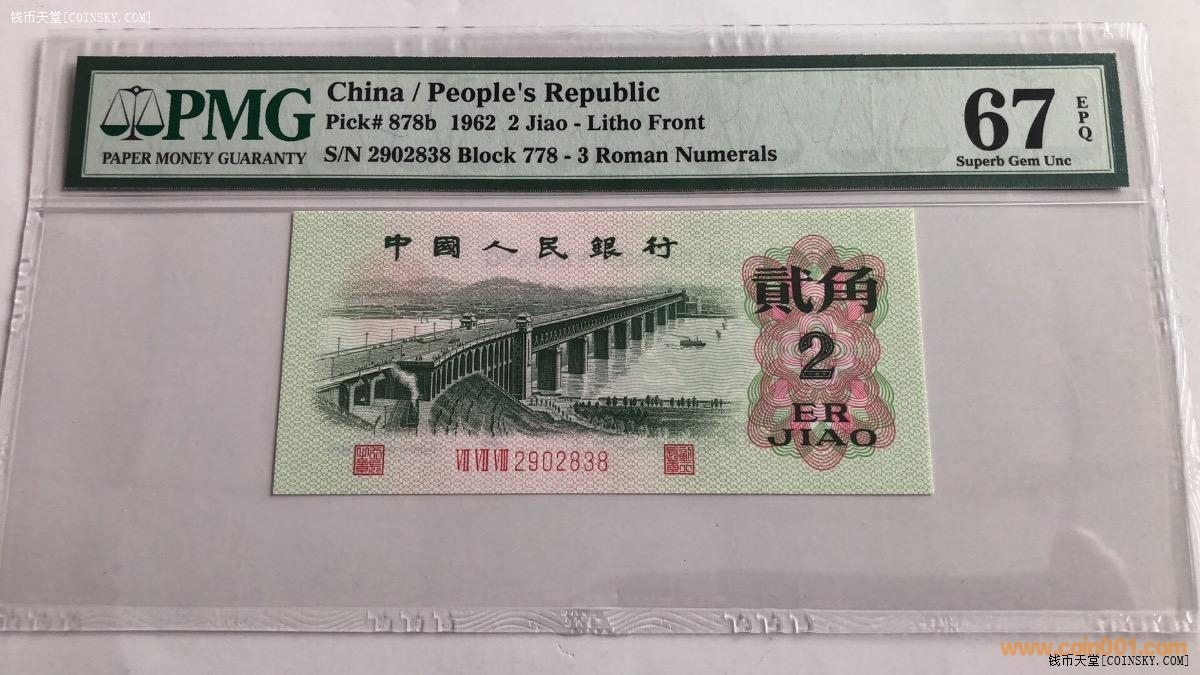 钱币天堂[COINSKY.COM]
PMG
PAPER MONEY GUARANTY
China / People's Republic
Pick# 878b 1962 2 Jiao - Litho Front
S/N 2902838 Block 778 - 3 Roman Numerals
67
EPQ
Superb Gem Unc
中國人民銀行
貳角
2
ER
JIAO
VII VII VIII 2902838
www.coin001.com
钱币天堂[COINSKY.COM]